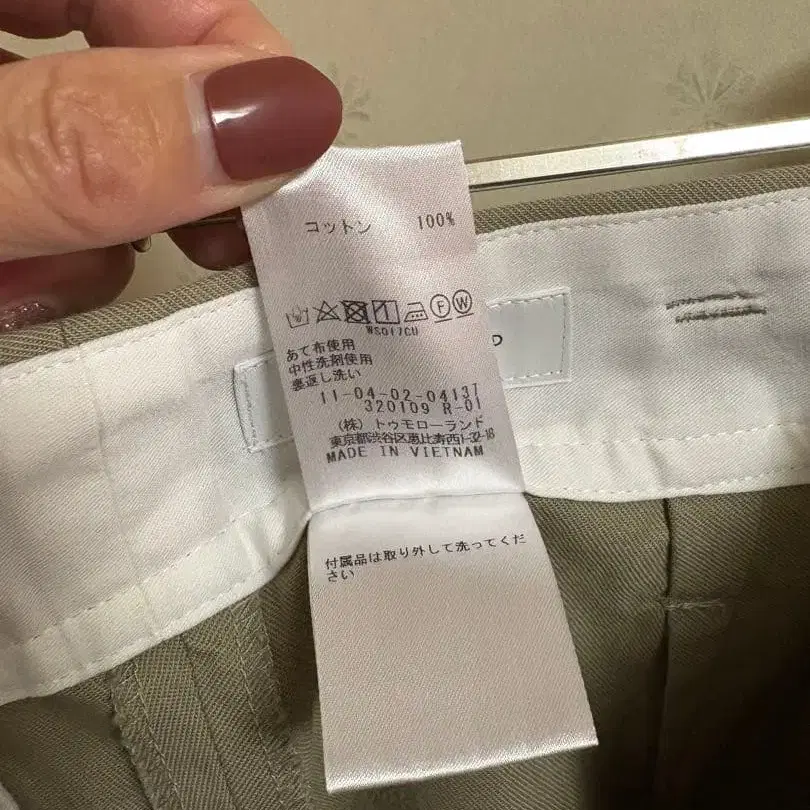 コットン 100%
WS017CU
あて布使用
中性洗剤使用
裏返し洗い
11-04-02-04137
320109 R-01
(株) トゥモローランド
東京都渋谷区恵比寿西1-32-16
MADE IN VIETNAM
付属品は取り外して洗ってくだ
さい